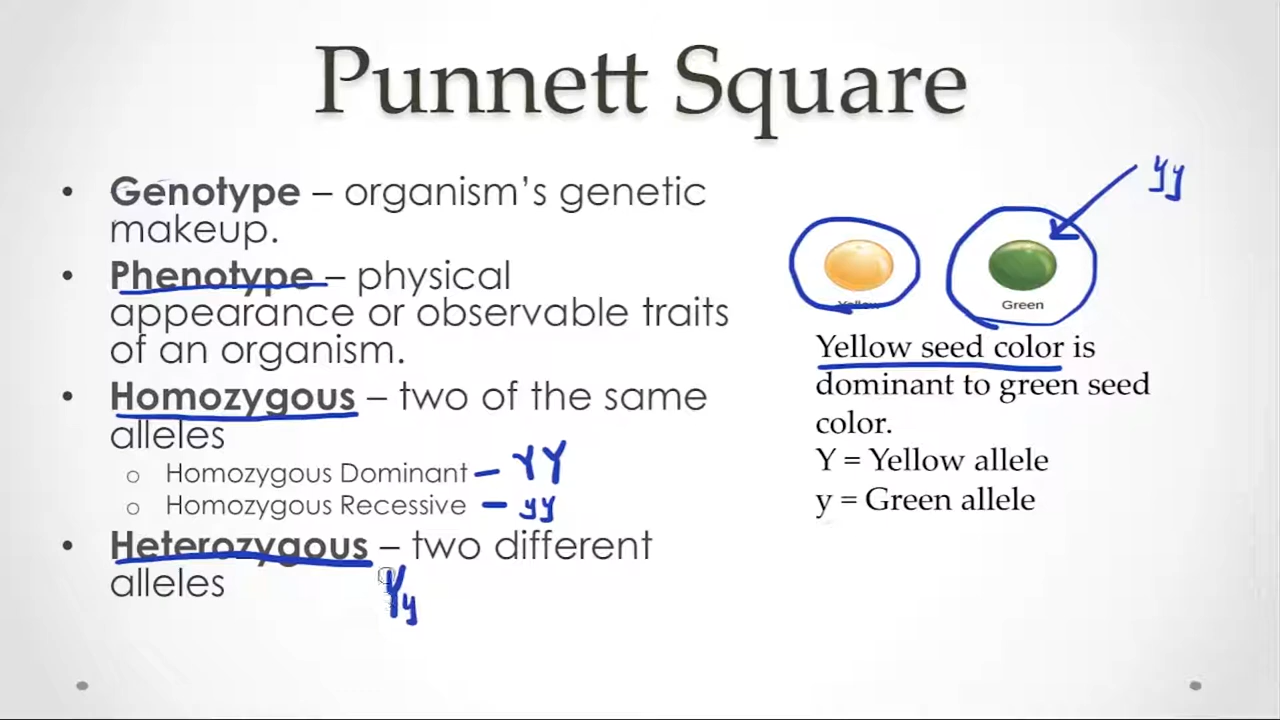 Punnett Square
• Genotype – organism's genetic
makeup.
• Phenotype – physical
appearance or observable traits
of an organism.
• Homozygous – two of the same
alleles
o Homozygous Dominant – YY
o Homozygous Recessive – yy
• Heterozygous – two different
alleles
Yy
yy
Yellow
Green
Yellow seed color is
dominant to green seed
color.
Y = Yellow allele
y = Green allele